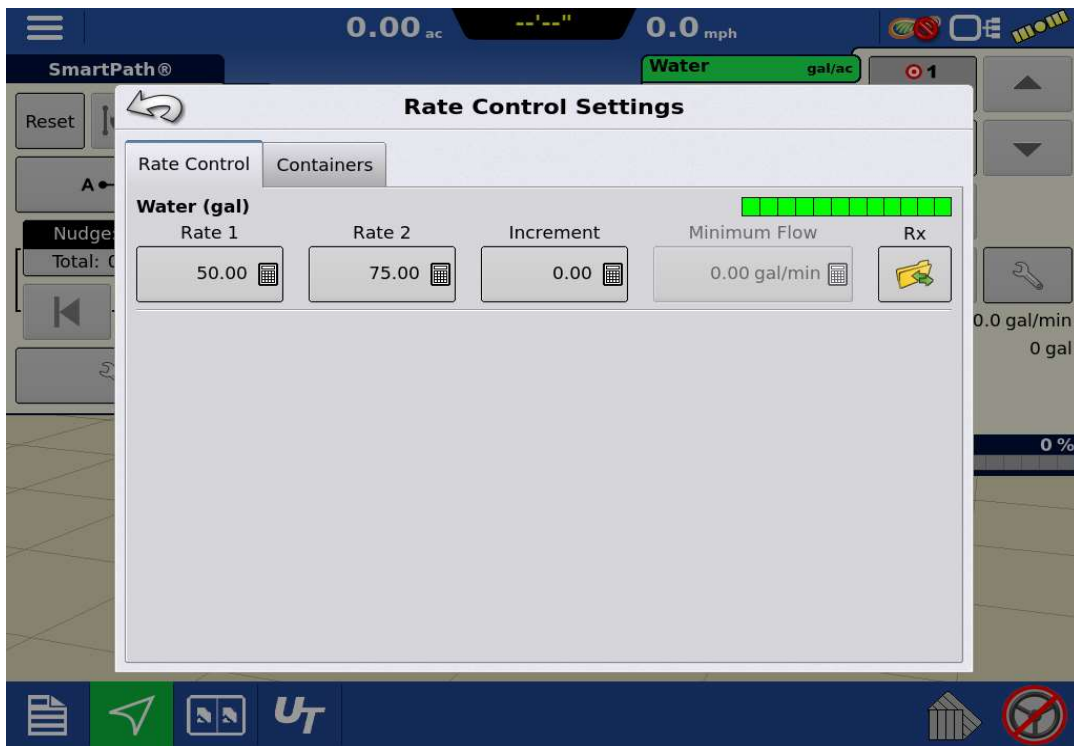 0.00 ac
--'--"
0.0 mph
SmartPath®
Water gal/ac
1
Reset
Rate Control Settings
Rate Control
Containers
A
Water (gal)
Nudge:
Rate 1
Rate 2
Increment
Minimum Flow
Rx
Total:
50.00
75.00
0.00
0.00 gal/min
0.0 gal/min
0 gal
0 %
UT